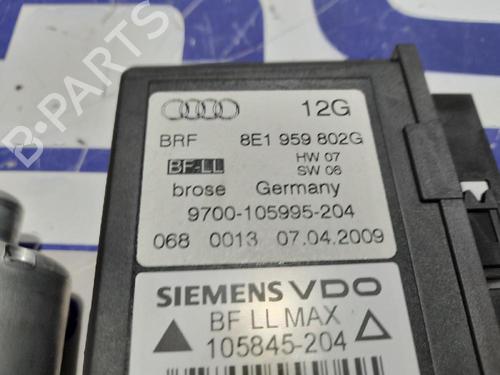 12G
BRF 8E1 959 802G
BF-LL HW 07
SW 06
brose Germany
9700-105995-204
068 0013 07.04.2009
SIEMENS VDO
BF LL MAX
105845-204